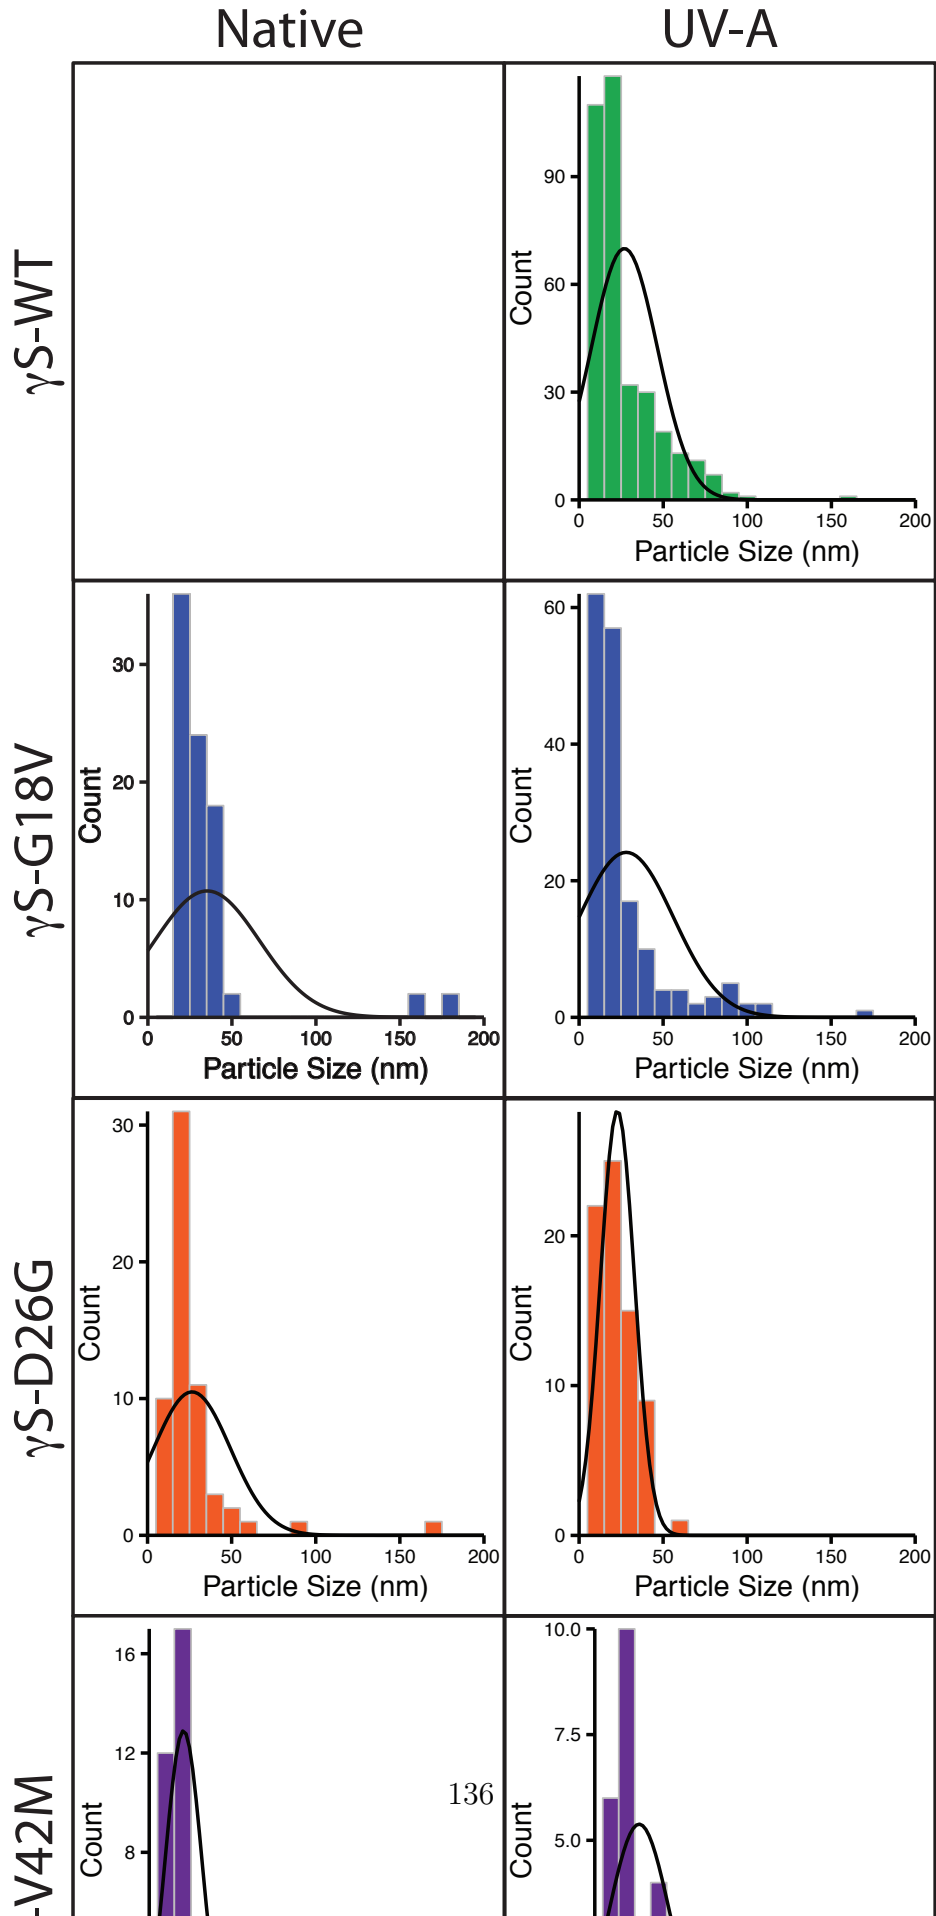 Native UV-A
γS-WT
90
60
30
0
Count
0 50 100 150 200
Particle Size (nm)
γS-G18V
30
20
10
0
Count
0 50 100 150 200
Particle Size (nm)
60
40
20
0
Count
0 50 100 150 200
Particle Size (nm)
γS-D26G
30
20
10
0
Count
0 50 100 150 200
Particle Size (nm)
20
10
0
Count
0 50 100 150 200
Particle Size (nm)
-V42M
16
12
8
Count
136
10.0
7.5
5.0
Count